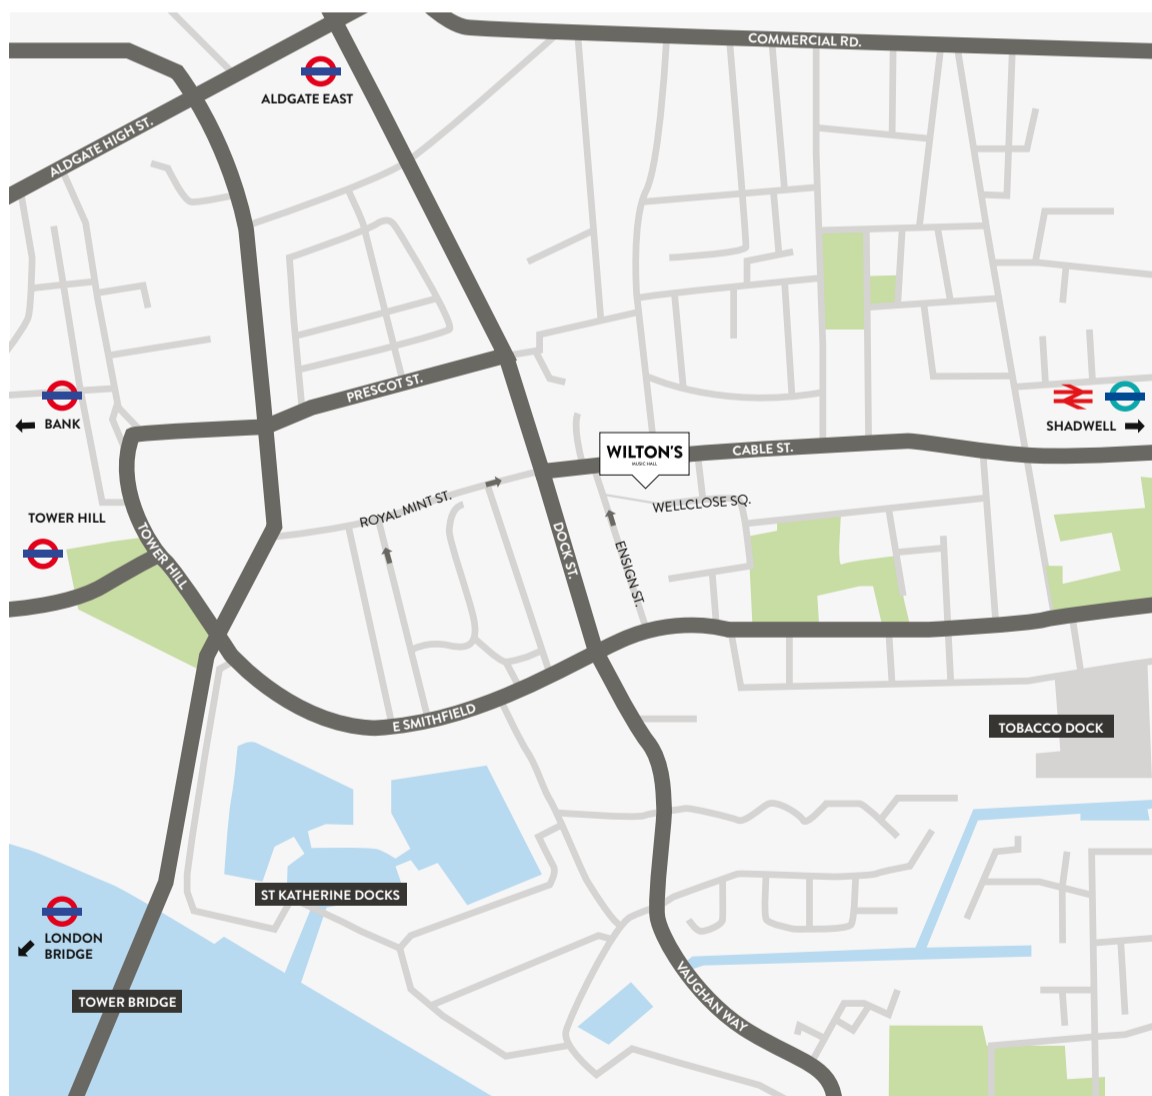 COMMERCIAL RD.
ALDGATE EAST
ALDGATE HIGH ST.
PRESCOT ST.
BANK
SHADWELL
WILTON'S
MUSIC HALL
CABLE ST.
ROYAL MINT ST.
WELLCLOSE SQ.
TOWER HILL
TOWER HILL
DOCK ST.
ENSIGN ST.
E SMITHFIELD
TOBACCO DOCK
ST KATHERINE DOCKS
LONDON
BRIDGE
TOWER BRIDGE
VAUGHAN WAY